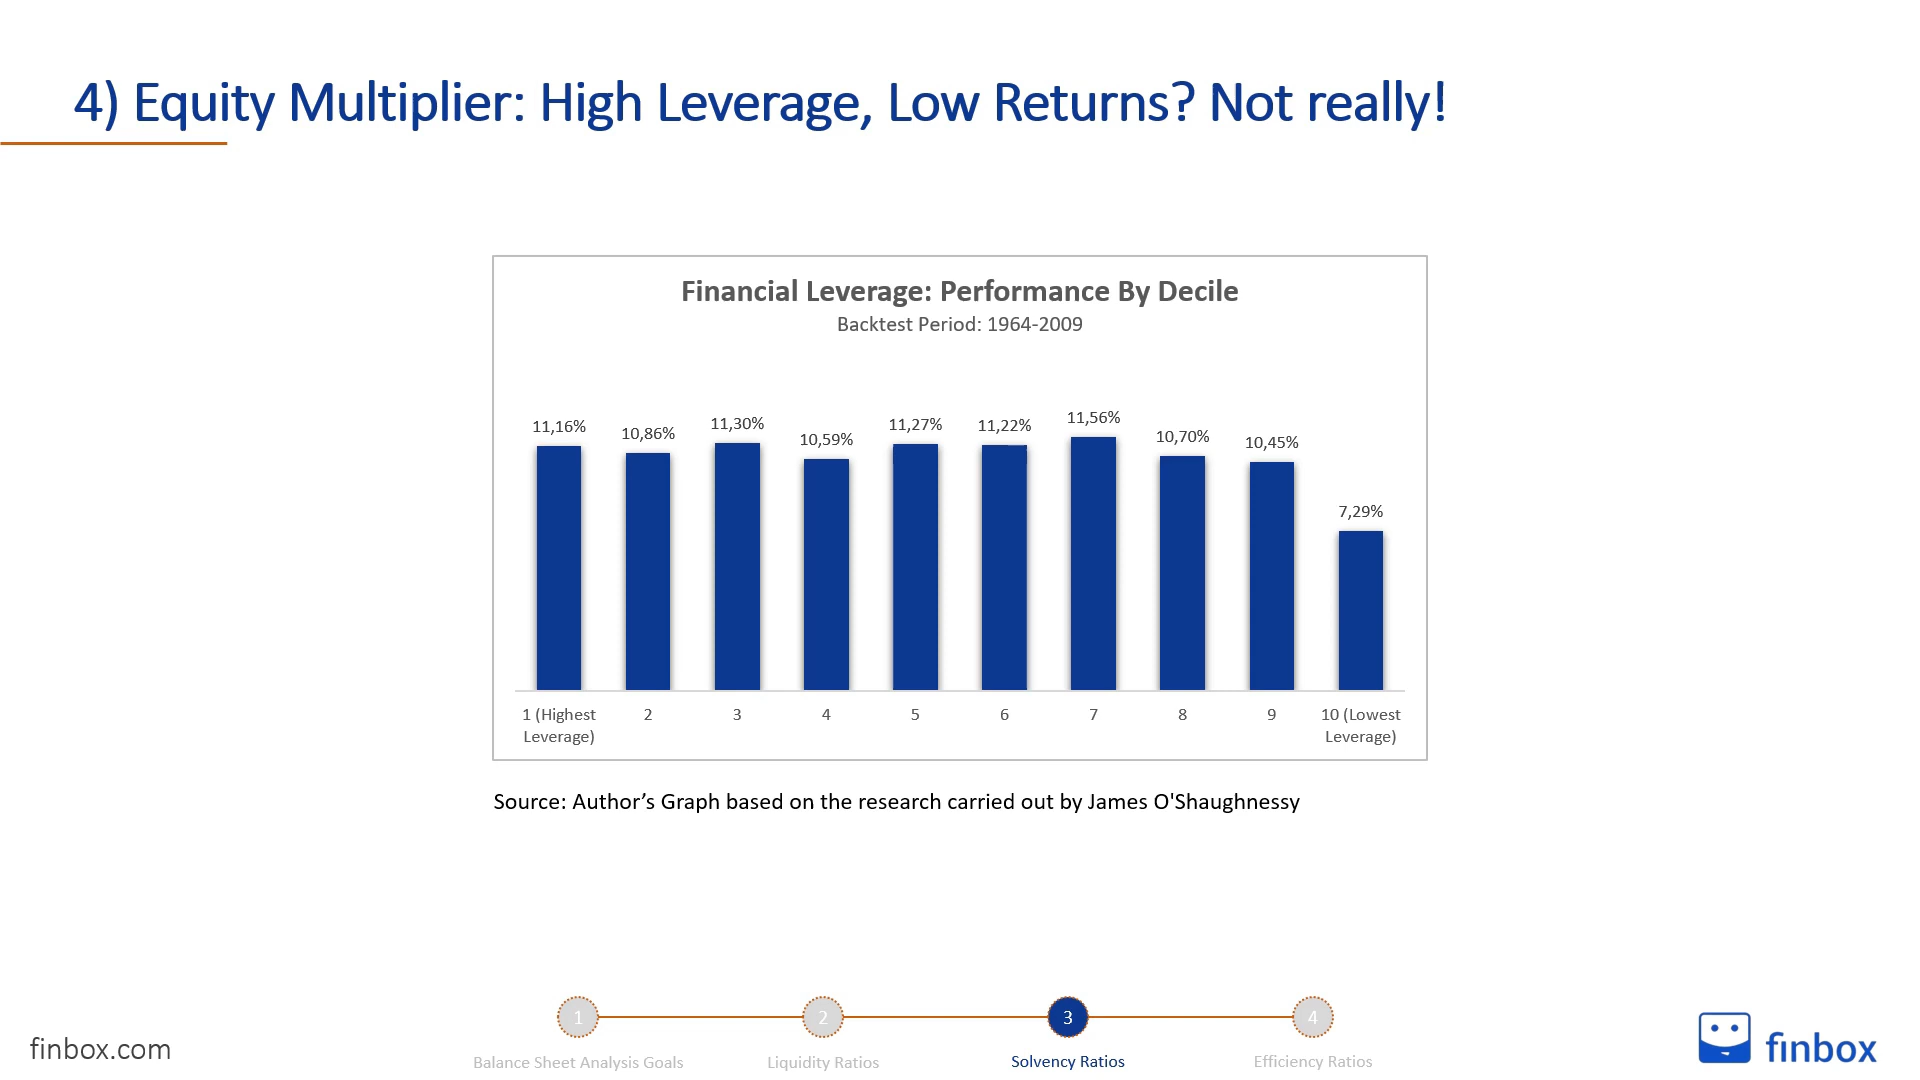 4) Equity Multiplier: High Leverage, Low Returns? Not really!
Financial Leverage: Performance By Decile
Backtest Period: 1964-2009
11,16%
10,86%
11,30%
10,59%
11,27%
11,22%
11,56%
10,70%
10,45%
7,29%
1 (Highest
Leverage)
2
3
4
5
6
7
8
9
10 (Lowest
Leverage)
Source: Author’s Graph based on the research carried out by James O'Shaughnessy
1
2
3
4
Balance Sheet Analysis Goals
Liquidity Ratios
Solvency Ratios
Efficiency Ratios
finbox.com
finbox